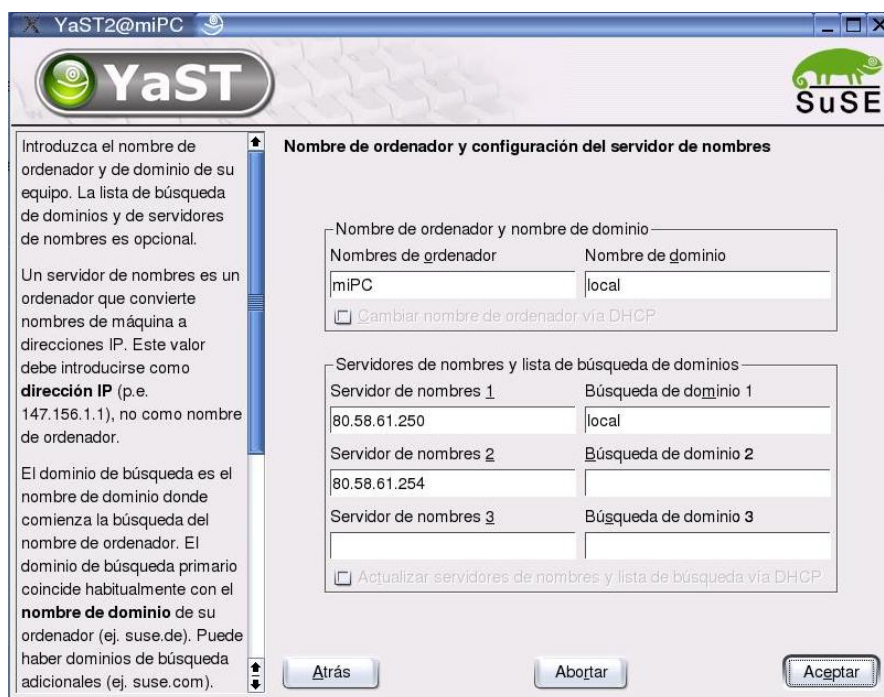 YaST2@miPC
YaST
SuSE
Introduzca el nombre de
ordenador y de dominio de su
equipo. La lista de búsqueda
de dominios y de servidores
de nombres es opcional.
Un servidor de nombres es un
ordenador que convierte
nombres de máquina a
direcciones IP. Este valor
debe introducirse como
dirección IP (p.e.
147.156.1.1), no como nombre
de ordenador.
El dominio de búsqueda es el
nombre de dominio donde
comienza la búsqueda del
nombre de ordenador. El
dominio de búsqueda primario
coincide habitualmente con el
nombre de dominio de su
ordenador (ej. suse.de). Puede
haber dominios de búsqueda
adicionales (ej. suse.com).
Nombre de ordenador y configuración del servidor de nombres
Nombre de ordenador y nombre de dominio
Nombres de ordenador
Nombre de dominio
miPC
local
Cambiar nombre de ordenador vía DHCP
Servidores de nombres y lista de búsqueda de dominios
Servidor de nombres 1
Búsqueda de dominio 1
80.58.61.250
local
Servidor de nombres 2
Búsqueda de dominio 2
80.58.61.254
Servidor de nombres 3
Búsqueda de dominio 3
Actualizar servidores de nombres y lista de búsqueda vía DHCP
Atrás
Abortar
Aceptar